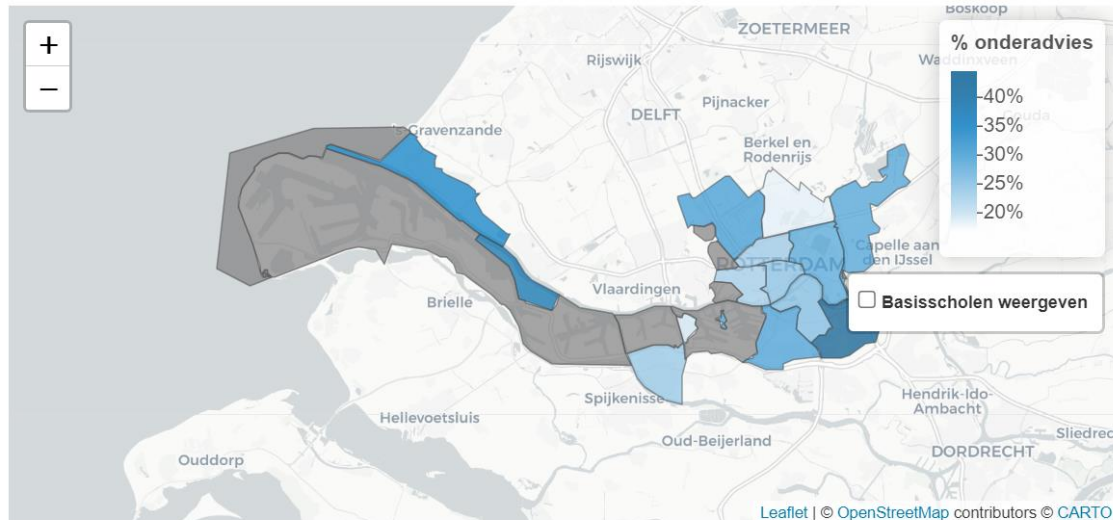 +
−
Boskoop
ZOETERMEER
% onderadvies
Rijswijk
Waddinxveen
40%
Pijnacker
DELFT
Gouda
35%
's-Gravenzande
Berkel en
Rodenrijs
30%
25%
20%
Capelle aan
den IJssel
ROTTERDAM
Vlaardingen
Basisscholen weergeven
Brielle
Spijkenisse
Hendrik-Ido-
Ambacht
Hellevoetsluis
Oud-Beijerland
Sliedrec
DORDRECHT
Ouddorp
Leaflet | © OpenStreetMap contributors © CARTO